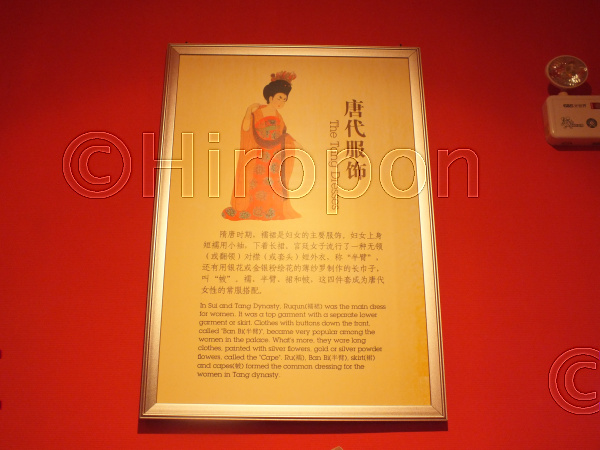 唐代服饰
The Tang Dresses
隋唐时期，襦裙是妇女的主要服饰。妇女上身
短襦用小袖，下着长裙，宫廷女子流行了一种无领
（或翻领）对襟（或套头）短外衣，称“半臂”，
还有用银花或金银粉绘花的薄纱罗制作的长巾子，
叫“帔”，襦、半臂、裙和帔，这四件套成为唐代
女性的常服搭配。
In Sui and Tang Dynasty, Ruqun(襦裙) was the main dress
for women. It was a top garment with a separate lower
garment or skirt. Clothes with buttons down the front,
called "Ban Bi(半臂)", became very popular among the
women in the palace. What's more, they wore long
clothes, painted with silver flowers, gold or silver powder
flowers, called the "Cape". Ru(襦), Ban Bi(半臂), skirt(裙)
and capes(帔) formed the common dressing for the
women in Tang dynasty.
©Hiropon
©